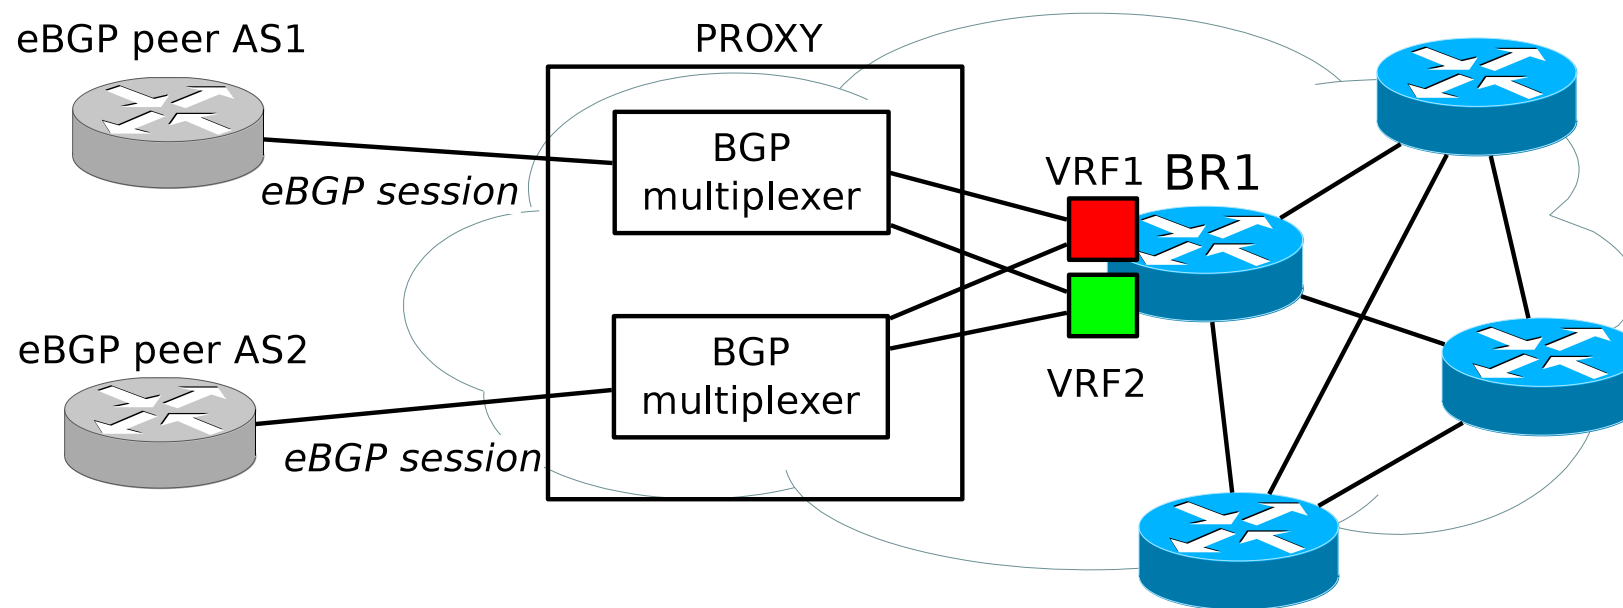 eBGP peer AS1
PROXY
BGP
multiplexer
eBGP session
VRF1
BR1
eBGP peer AS2
BGP
multiplexer
VRF2
eBGP session